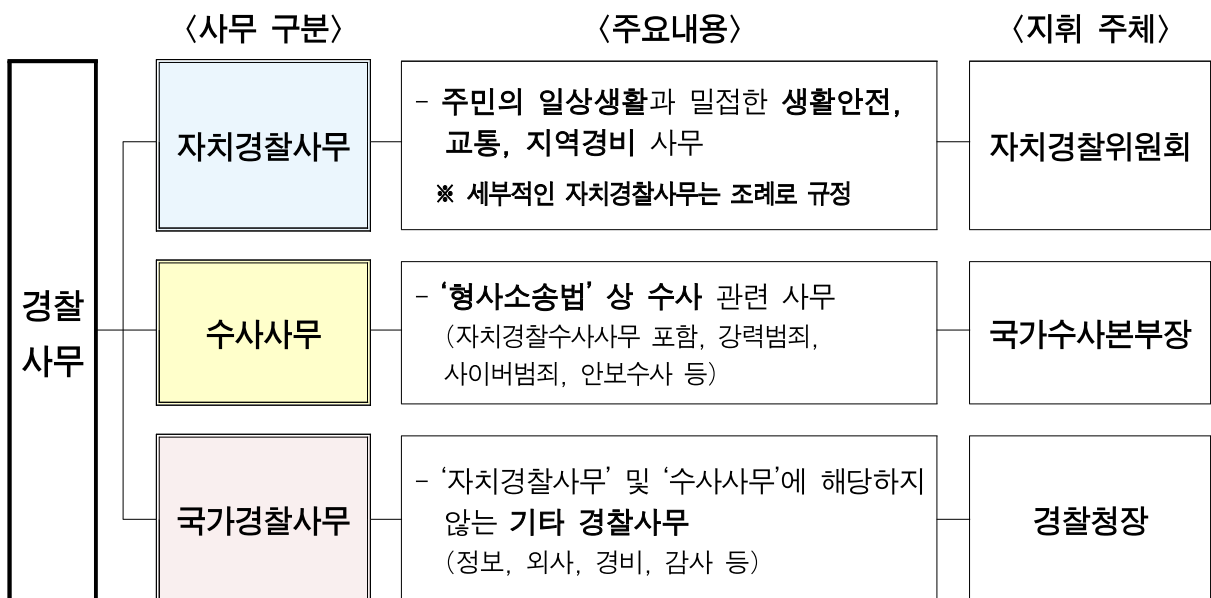 〈사무 구분〉 〈주요내용〉 〈지휘 주체〉
경찰
사무
자치경찰사무
- 주민의 일상생활과 밀접한 생활안전,
교통, 지역경비 사무
※ 세부적인 자치경찰사무는 조례로 규정
자치경찰위원회
수사사무
- ‘형사소송법’ 상 수사 관련 사무
(자치경찰수사사무 포함, 강력범죄,
사이버범죄, 안보수사 등)
국가수사본부장
국가경찰사무
- ‘자치경찰사무’ 및 ‘수사사무’에 해당하지
않는 기타 경찰사무
(정보, 외사, 경비, 감사 등)
경찰청장